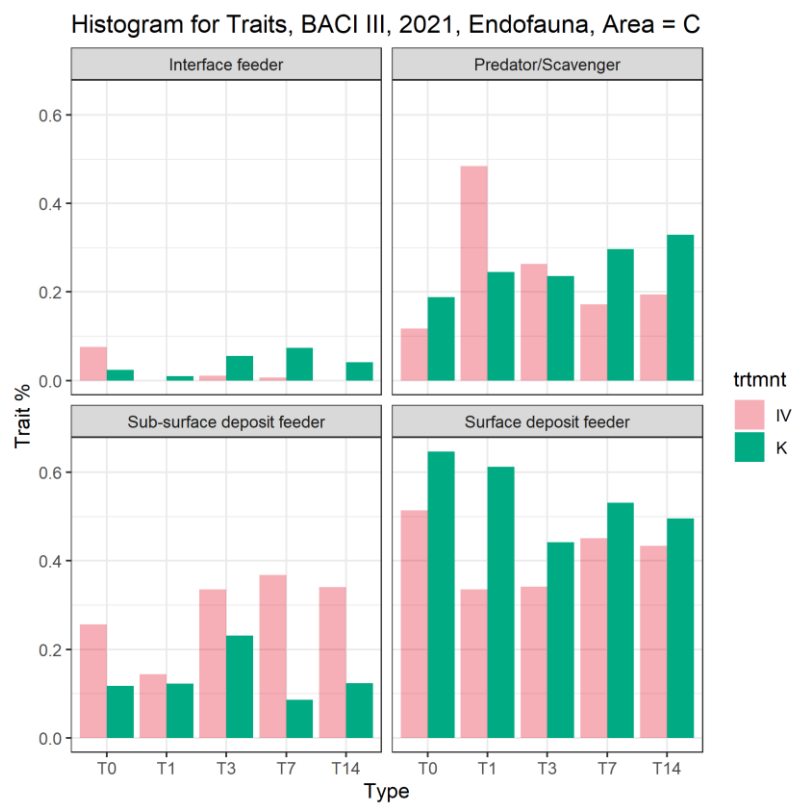 Histogram for Traits, BACI III, 2021, Endofauna, Area = C
Interface feeder
Predator/Scavenger
0.6
0.4
0.2
0.0
Trait %
Sub-surface deposit feeder
Surface deposit feeder
0.6
0.4
0.2
0.0
T0 T1 T3 T7 T14
T0 T1 T3 T7 T14
Type
trtmnt
IV
K